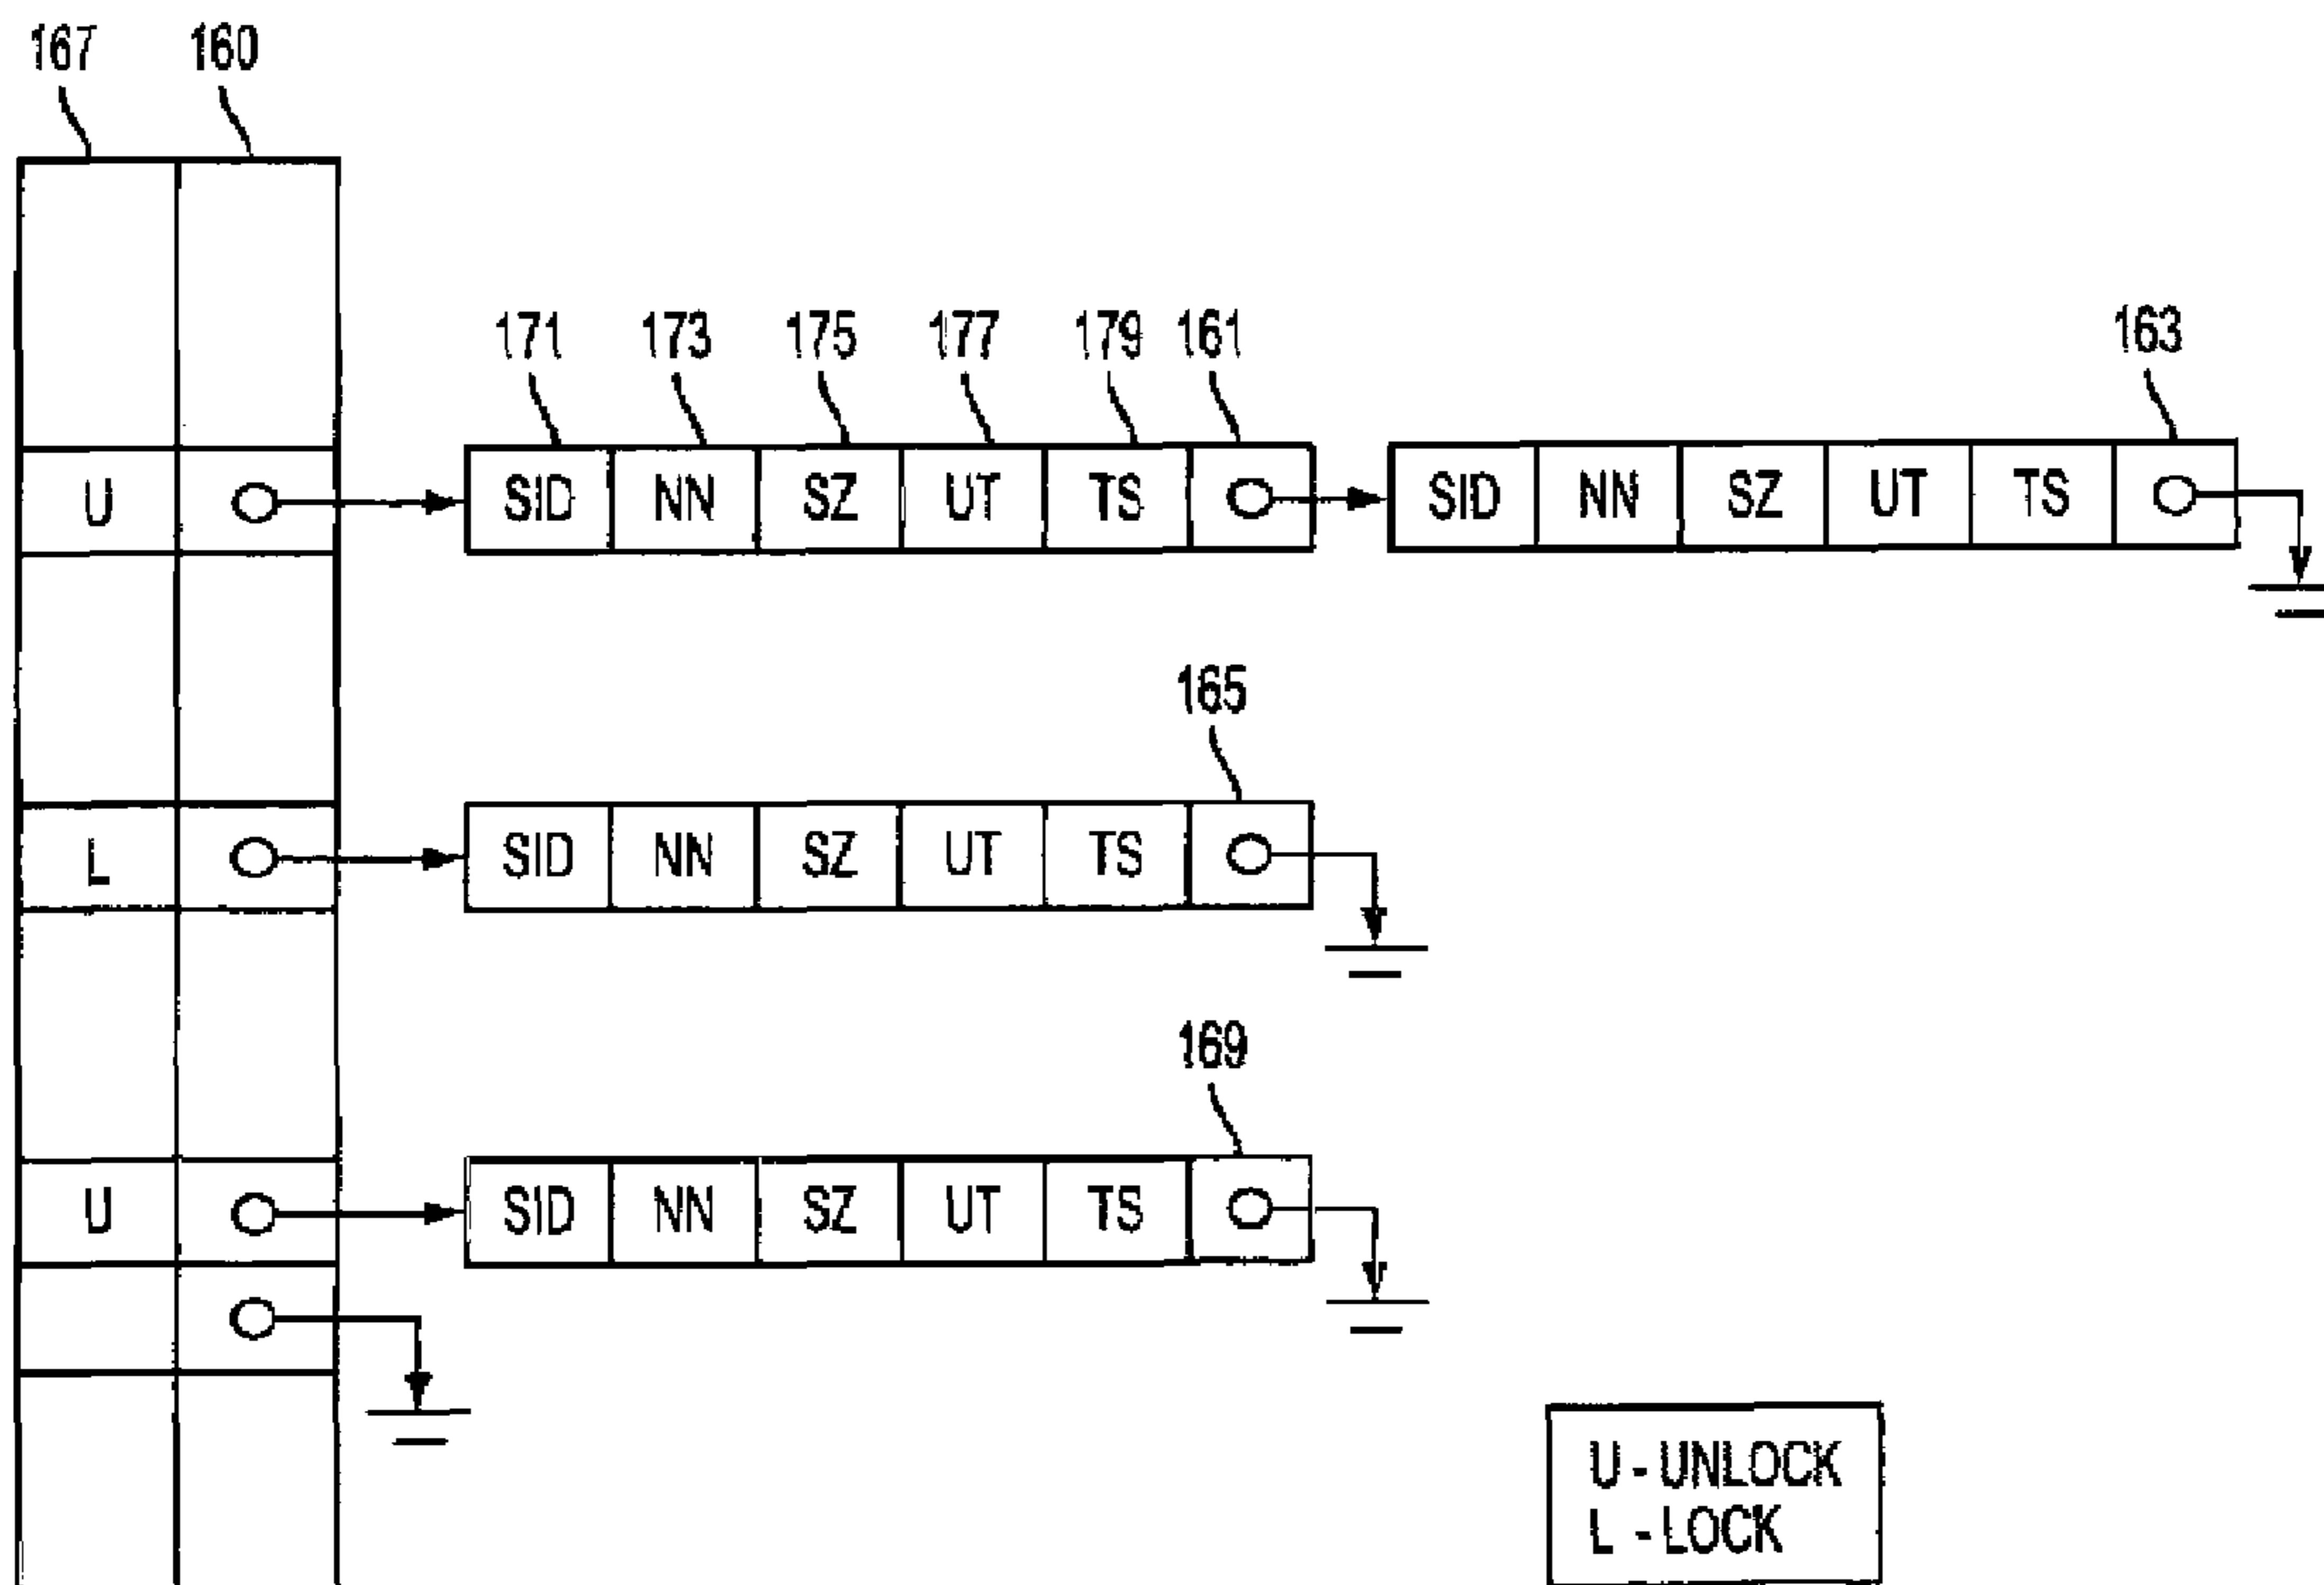 167 160
171 173 175 177 179 161 163
U SID NN SZ UT TS SID NN SZ UT TS
165
L SID NN SZ UT TS
169
U SID NN SZ UT TS
U - UNLOCK
L - LOCK